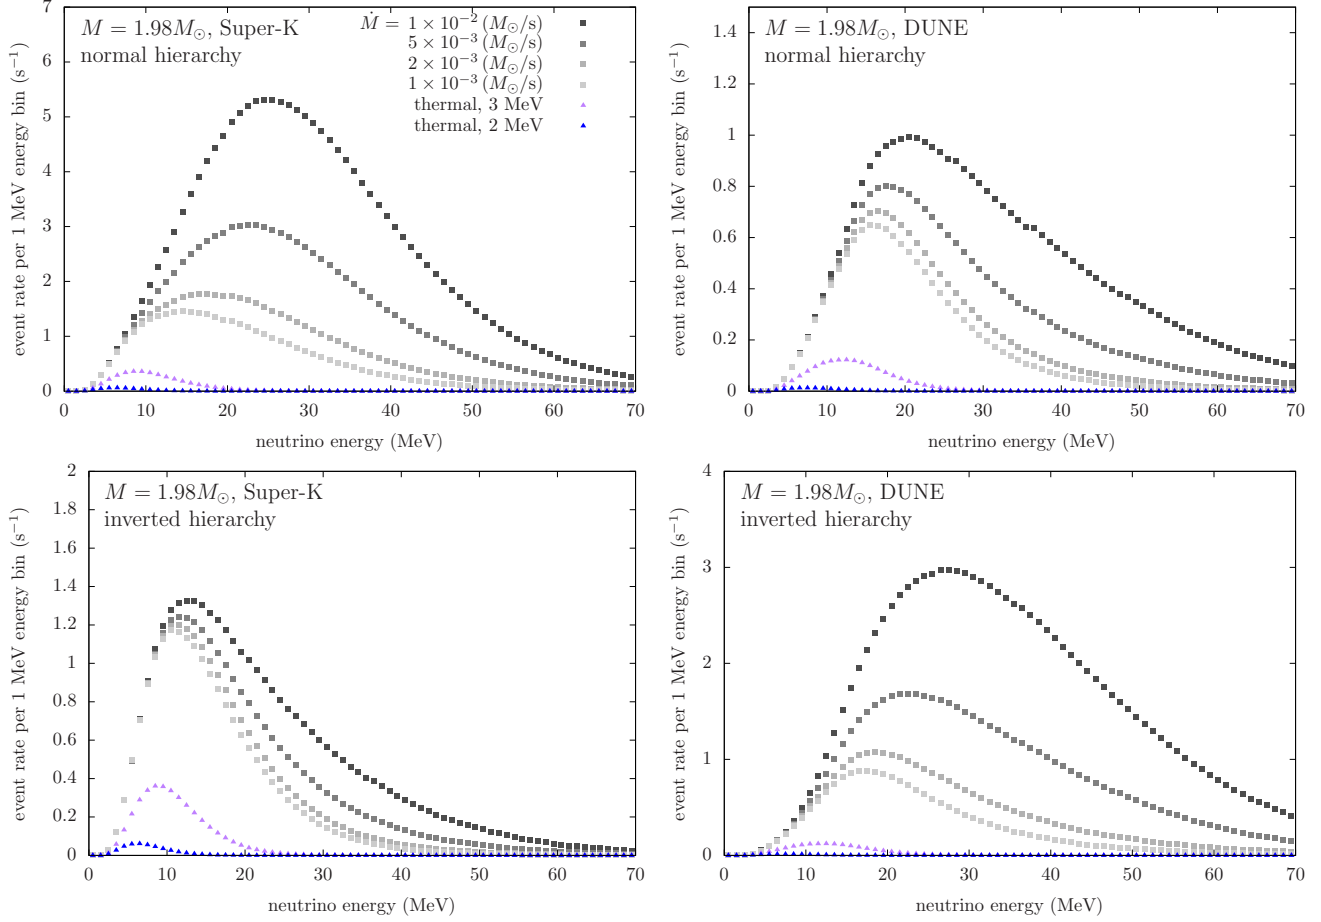 M = 1.98M⊙, Super-K
normal hierarchy
Ṁ = 1 × 10⁻² (M⊙/s)
5 × 10⁻³ (M⊙/s)
2 × 10⁻³ (M⊙/s)
1 × 10⁻³ (M⊙/s)
thermal, 3 MeV
thermal, 2 MeV
event rate per 1 MeV energy bin (s⁻¹)
7
6
5
4
3
2
1
0
0 10 20 30 40 50 60 70
neutrino energy (MeV)
M = 1.98M⊙, DUNE
normal hierarchy
event rate per 1 MeV energy bin (s⁻¹)
1.4
1.2
1
0.8
0.6
0.4
0.2
0
0 10 20 30 40 50 60 70
neutrino energy (MeV)
M = 1.98M⊙, Super-K
inverted hierarchy
event rate per 1 MeV energy bin (s⁻¹)
2
1.8
1.6
1.4
1.2
1
0.8
0.6
0.4
0.2
0
0 10 20 30 40 50 60 70
neutrino energy (MeV)
M = 1.98M⊙, DUNE
inverted hierarchy
event rate per 1 MeV energy bin (s⁻¹)
4
3
2
1
0
0 10 20 30 40 50 60 70
neutrino energy (MeV)